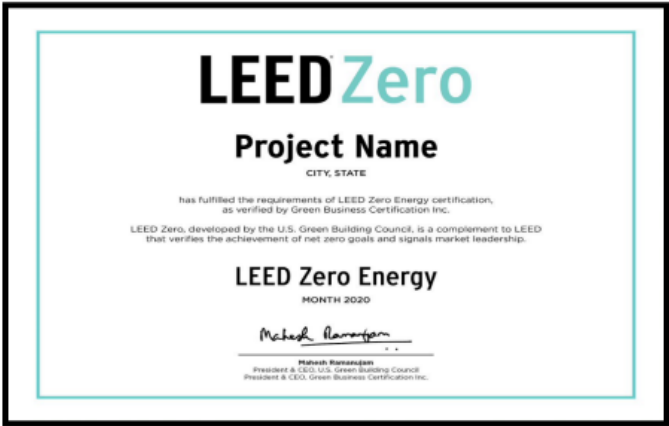 LEED Zero
Project Name
CITY, STATE
has fulfilled the requirements of LEED Zero Energy certification,
as verified by Green Business Certification Inc.
LEED Zero, developed by the U.S. Green Building Council, is a complement to LEED
that verifies the achievement of net zero goals and signals market leadership.
LEED Zero Energy
MONTH 2020
Mahesh Ramanujam
Mahesh Ramanujam
President & CEO, U.S. Green Building Council
President & CEO, Green Business Certification Inc.